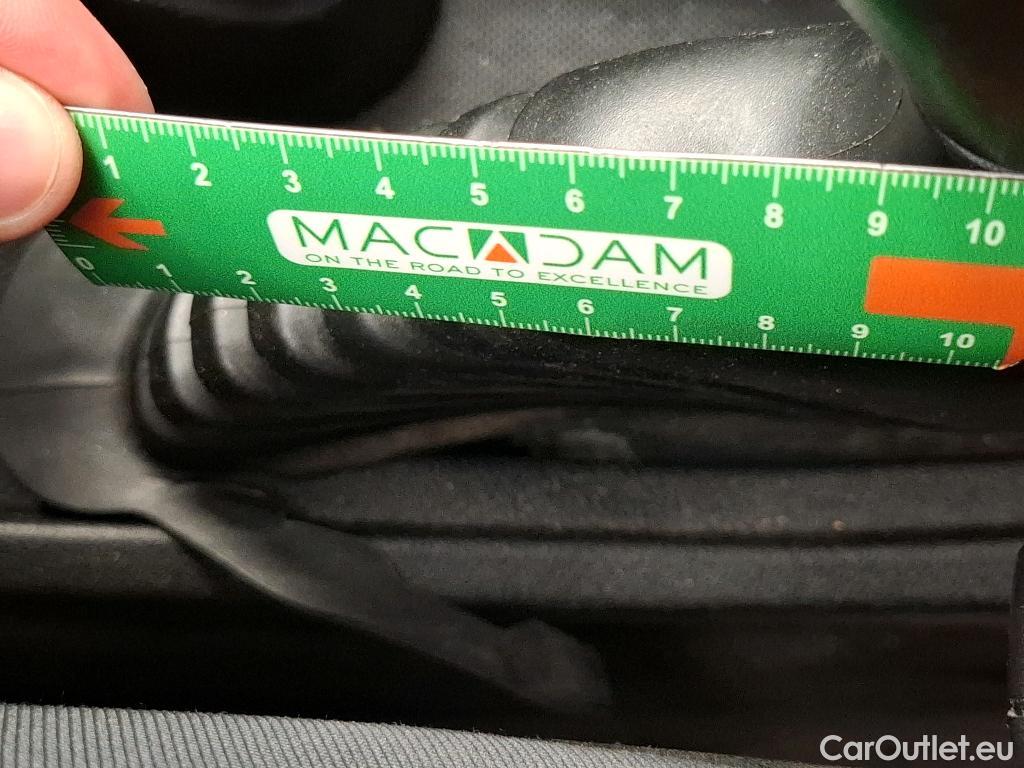 1 2 3 4 5 6 7 8 9 10
MACADAM
ON THE ROAD TO EXCELLENCE
0 1 2 3 4 5 6 7 8 9 10
CarOutlet.eu